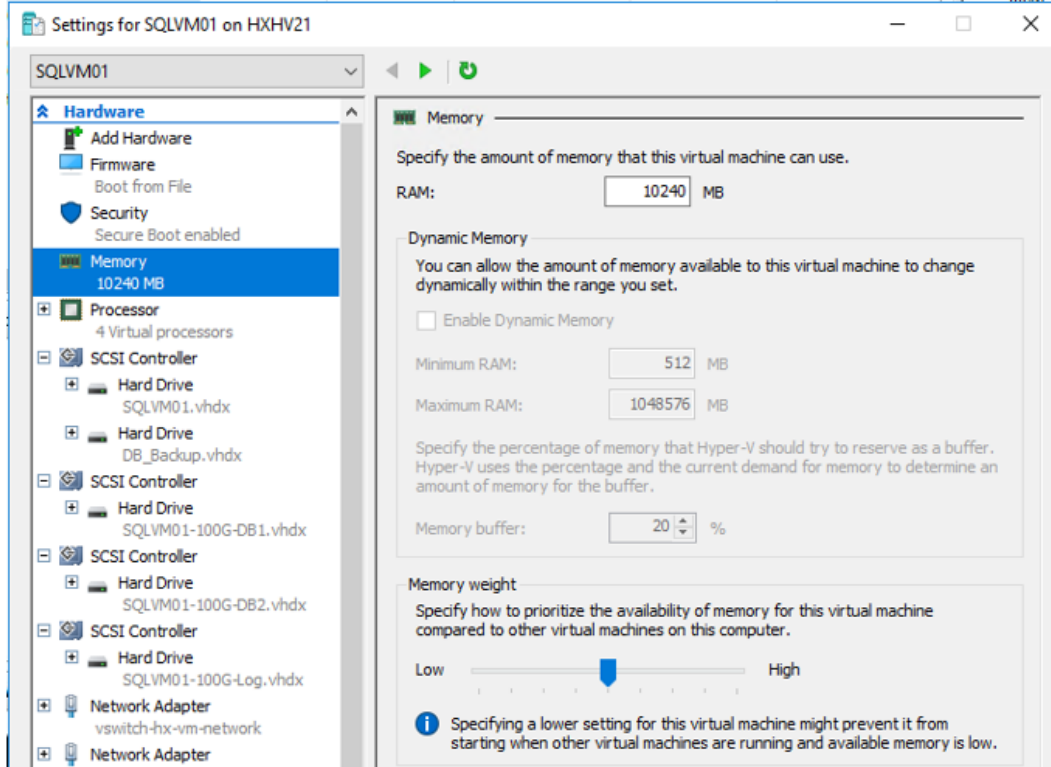 Settings for SQLVM01 on HXHV21
SQLVM01
Hardware
Add Hardware
Firmware
Boot from File
Security
Secure Boot enabled
Memory
10240 MB
Processor
4 Virtual processors
SCSI Controller
Hard Drive
SQLVM01.vhdx
Hard Drive
DB_Backup.vhdx
SCSI Controller
Hard Drive
SQLVM01-100G-DB1.vhdx
SCSI Controller
Hard Drive
SQLVM01-100G-DB2.vhdx
SCSI Controller
Hard Drive
SQLVM01-100G-Log.vhdx
Network Adapter
vswitch-hx-vm-network
Network Adapter
Memory
Specify the amount of memory that this virtual machine can use.
RAM: 10240 MB
Dynamic Memory
You can allow the amount of memory available to this virtual machine to change
dynamically within the range you set.
Enable Dynamic Memory
Minimum RAM: 512 MB
Maximum RAM: 1048576 MB
Specify the percentage of memory that Hyper-V should try to reserve as a buffer.
Hyper-V uses the percentage and the current demand for memory to determine an
amount of memory for the buffer.
Memory buffer: 20 %
Memory weight
Specify how to prioritize the availability of memory for this virtual machine
compared to other virtual machines on this computer.
Low High
Specifying a lower setting for this virtual machine might prevent it from
starting when other virtual machines are running and available memory is low.